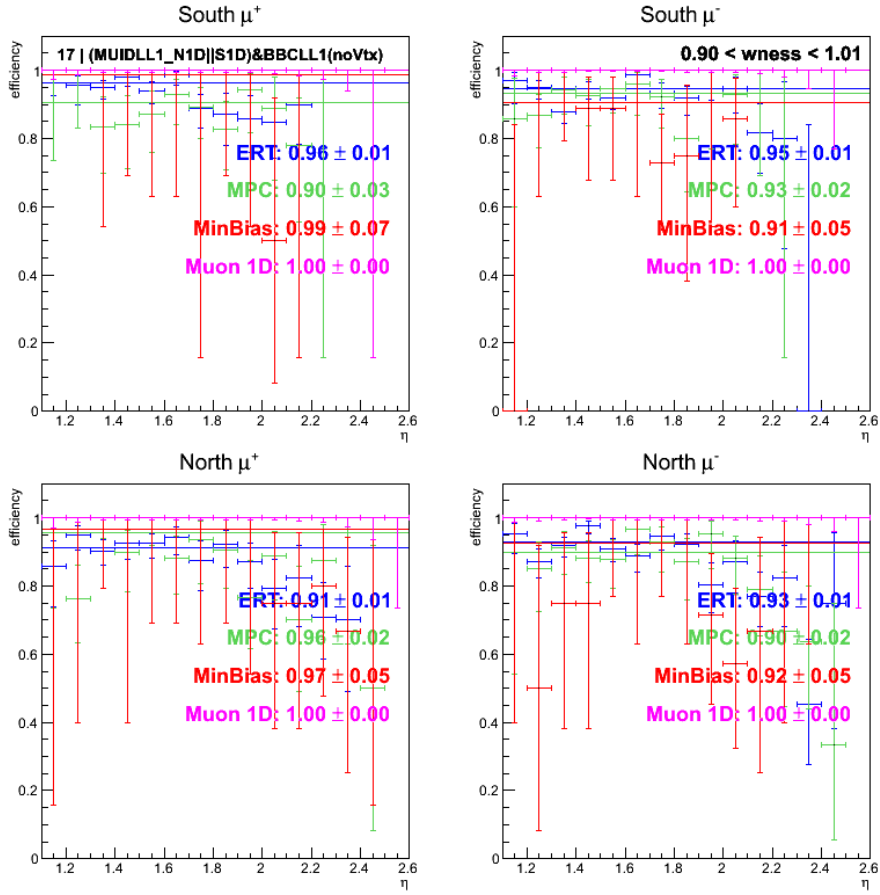 South μ⁺
South μ⁻
efficiency
17 | (MUIDLL1_N1D||S1D)&BBCLL1(noVtx)
ERT: 0.96 ± 0.01
MPC: 0.90 ± 0.03
MinBias: 0.99 ± 0.07
Muon 1D: 1.00 ± 0.00
1
0.8
0.6
0.4
0.2
0
1.2 1.4 1.6 1.8 2 2.2 2.4 2.6
η
efficiency
0.90 < wness < 1.01
ERT: 0.95 ± 0.01
MPC: 0.93 ± 0.02
MinBias: 0.91 ± 0.05
Muon 1D: 1.00 ± 0.00
1
0.8
0.6
0.4
0.2
0
1.2 1.4 1.6 1.8 2 2.2 2.4 2.6
η
North μ⁺
North μ⁻
efficiency
ERT: 0.91 ± 0.01
MPC: 0.96 ± 0.02
MinBias: 0.97 ± 0.05
Muon 1D: 1.00 ± 0.00
1
0.8
0.6
0.4
0.2
0
1.2 1.4 1.6 1.8 2 2.2 2.4 2.6
η
efficiency
ERT: 0.93 ± 0.01
MPC: 0.90 ± 0.02
MinBias: 0.92 ± 0.05
Muon 1D: 1.00 ± 0.00
1
0.8
0.6
0.4
0.2
0
1.2 1.4 1.6 1.8 2 2.2 2.4 2.6
η